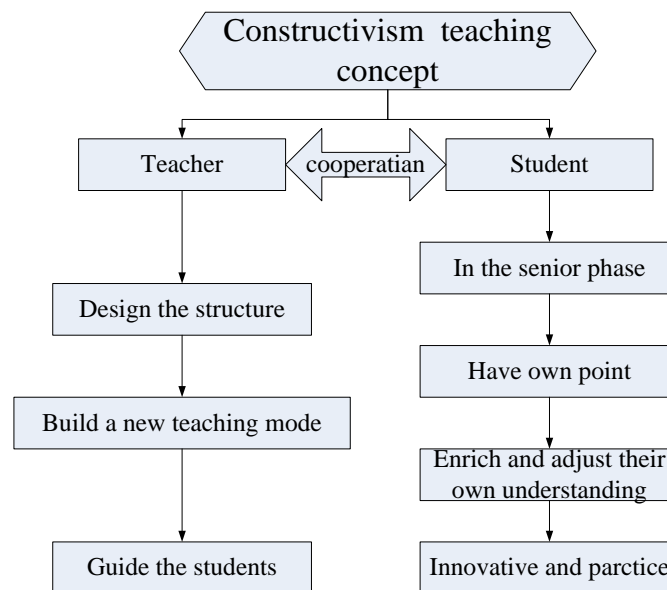 Constructivism teaching
concept
Teacher
cooperatian
Student
In the senior phase
Design the structure
Have own point
Build a new teaching mode
Enrich and adjust their
own understanding
Guide the students
Innovative and parctice